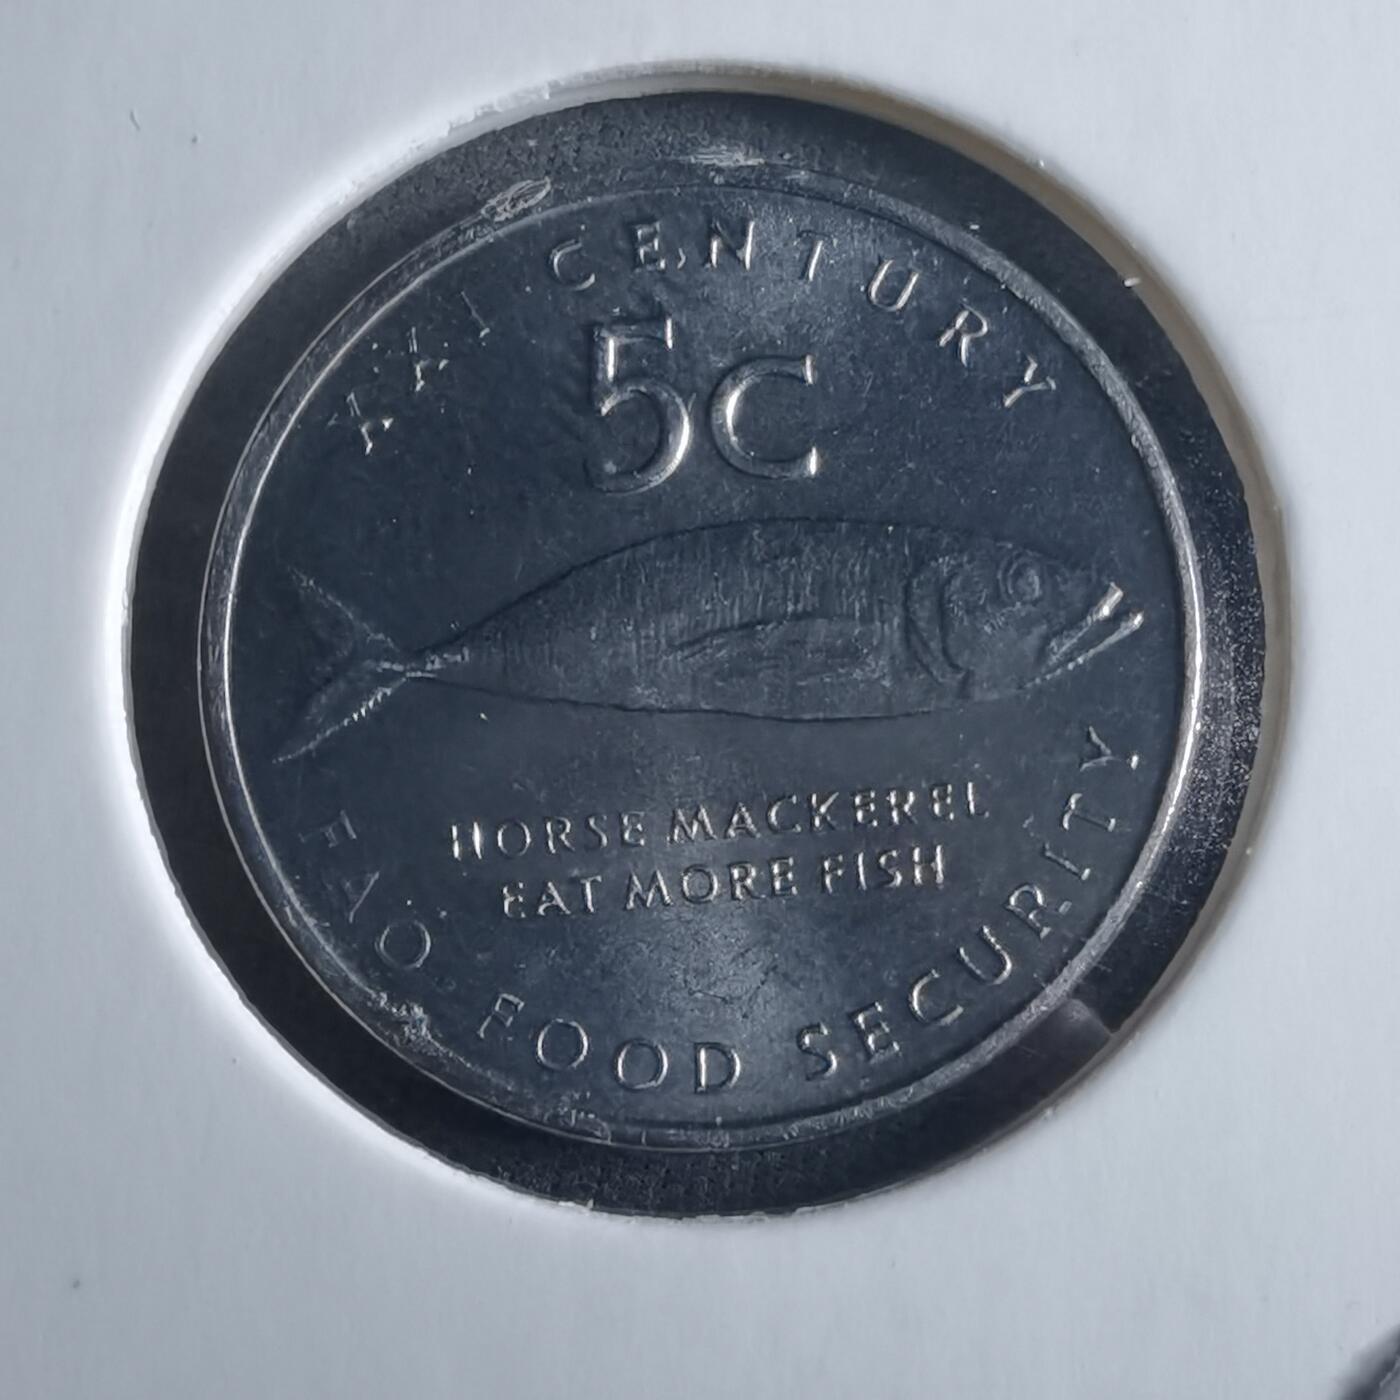 XXI CENTURY
5C
HORSE MACKEREL
EAT MORE FISH
FAO. FOOD SECURITY